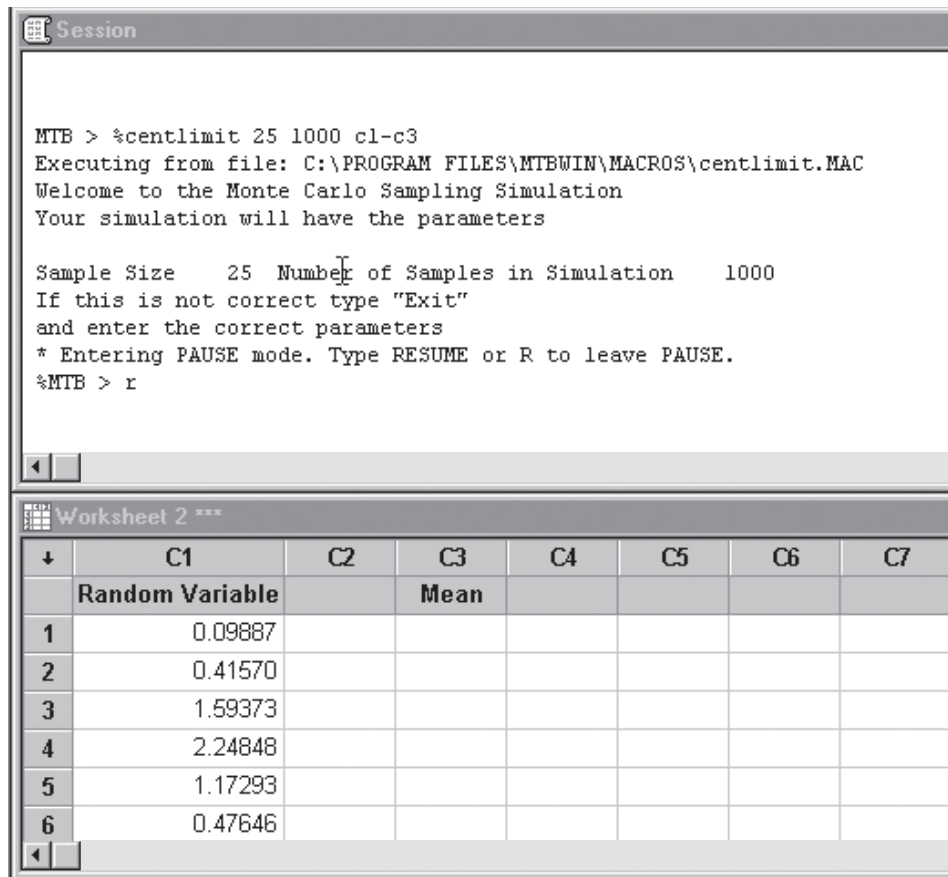 Session
MTB > %centlimit 25 1000 c1-c3
Executing from file: C:\PROGRAM FILES\MTBWIN\MACROS\centlimit.MAC
Welcome to the Monte Carlo Sampling Simulation
Your simulation will have the parameters
Sample Size 25 Number of Samples in Simulation 1000
If this is not correct type "Exit"
and enter the correct parameters
* Entering PAUSE mode. Type RESUME or R to leave PAUSE.
%MTB > r
Worksheet 2 ***
↓ C1 C2 C3 C4 C5 C6 C7
Random Variable Mean
1 0.09887
2 0.41570
3 1.59373
4 2.24848
5 1.17293
6 0.47646